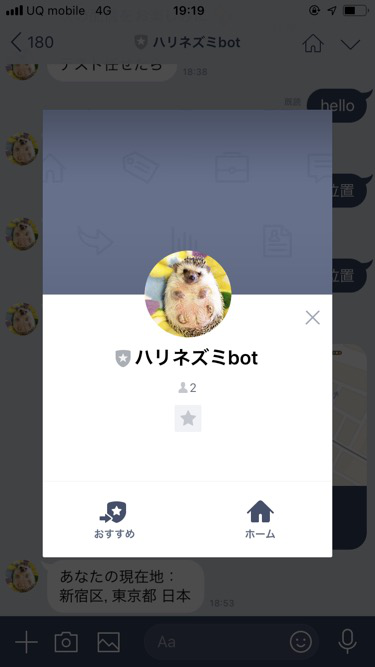 UQ mobile 4G 19:19
180 ハリネズミbot
18:38
既読
hello
位置
位置
ハリネズミbot
2
おすすめ ホーム
あなたの現在地：
新宿区, 東京都 日本
18:53
Aa